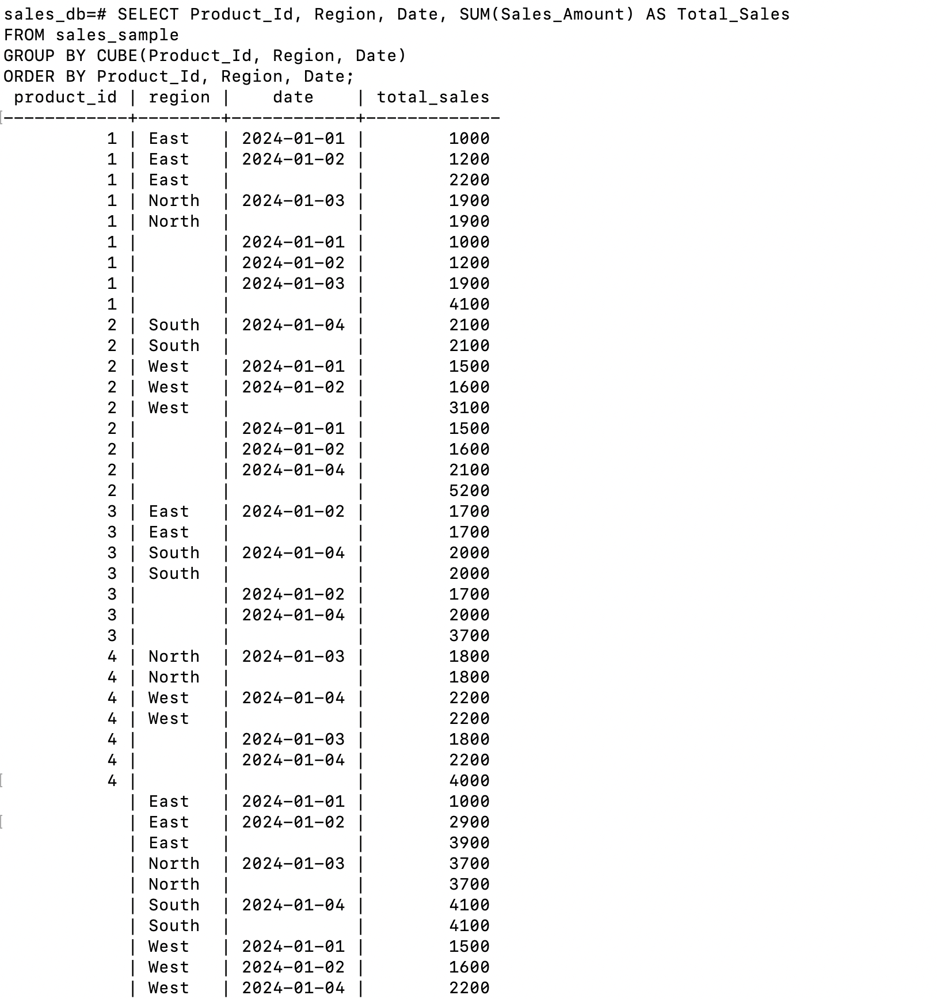 sales_db=# SELECT Product_Id, Region, Date, SUM(Sales_Amount) AS Total_Sales
FROM sales_sample
GROUP BY CUBE(Product_Id, Region, Date)
ORDER BY Product_Id, Region, Date;
 product_id | region |    date    | total_sales
------------+--------+------------+-------------
          1 | East   | 2024-01-01 |        1000
          1 | East   | 2024-01-02 |        1200
          1 | East   |            |        2200
          1 | North  | 2024-01-03 |        1900
          1 | North  |            |        1900
          1 |        | 2024-01-01 |        1000
          1 |        | 2024-01-02 |        1200
          1 |        | 2024-01-03 |        1900
          1 |        |            |        4100
          2 | South  | 2024-01-04 |        2100
          2 | South  |            |        2100
          2 | West   | 2024-01-01 |        1500
          2 | West   | 2024-01-02 |        1600
          2 | West   |            |        3100
          2 |        | 2024-01-01 |        1500
          2 |        | 2024-01-02 |        1600
          2 |        | 2024-01-04 |        2100
          2 |        |            |        5200
          3 | East   | 2024-01-02 |        1700
          3 | East   |            |        1700
          3 | South  | 2024-01-04 |        2000
          3 | South  |            |        2000
          3 |        | 2024-01-02 |        1700
          3 |        | 2024-01-04 |        2000
          3 |        |            |        3700
          4 | North  | 2024-01-03 |        1800
          4 | North  |            |        1800
          4 | West   | 2024-01-04 |        2200
          4 | West   |            |        2200
          4 |        | 2024-01-03 |        1800
          4 |        | 2024-01-04 |        2200
          4 |        |            |        4000
            | East   | 2024-01-01 |        1000
            | East   | 2024-01-02 |        2900
            | East   |            |        3900
            | North  | 2024-01-03 |        3700
            | North  |            |        3700
            | South  | 2024-01-04 |        4100
            | South  |            |        4100
            | West   | 2024-01-01 |        1500
            | West   | 2024-01-02 |        1600
            | West   | 2024-01-04 |        2200